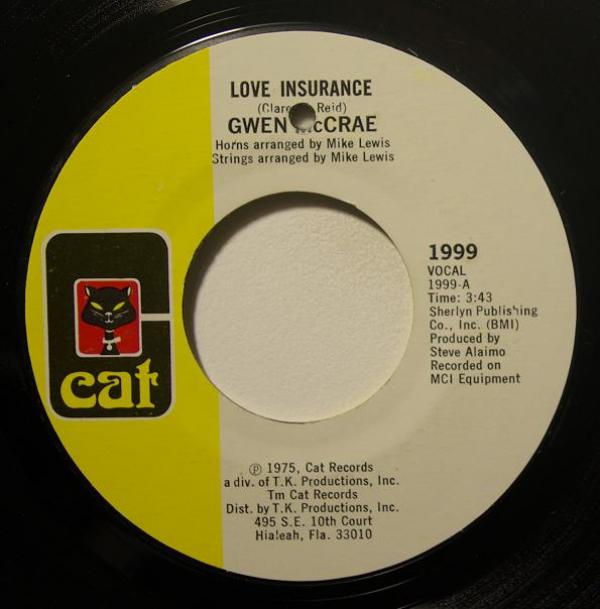 LOVE INSURANCE
Reid)
GWEN McCRAE
Horns arranged by Mike Lewis
Strings arranged by Mike Lewis
cat
1999
VOCAL
1999-A
Time: 3:43
Sherlyn Publishing
Co., Inc. (BMI)
Produced by
Steve Alaimo
Recorded on
MCI Equipment
℗ 1975, Cat Records
a div. of T.K. Productions, Inc.
Tm Cat Records
Dist. by T.K. Productions, Inc.
495 S.E. 10th Court
Hialeah, Fla. 33010